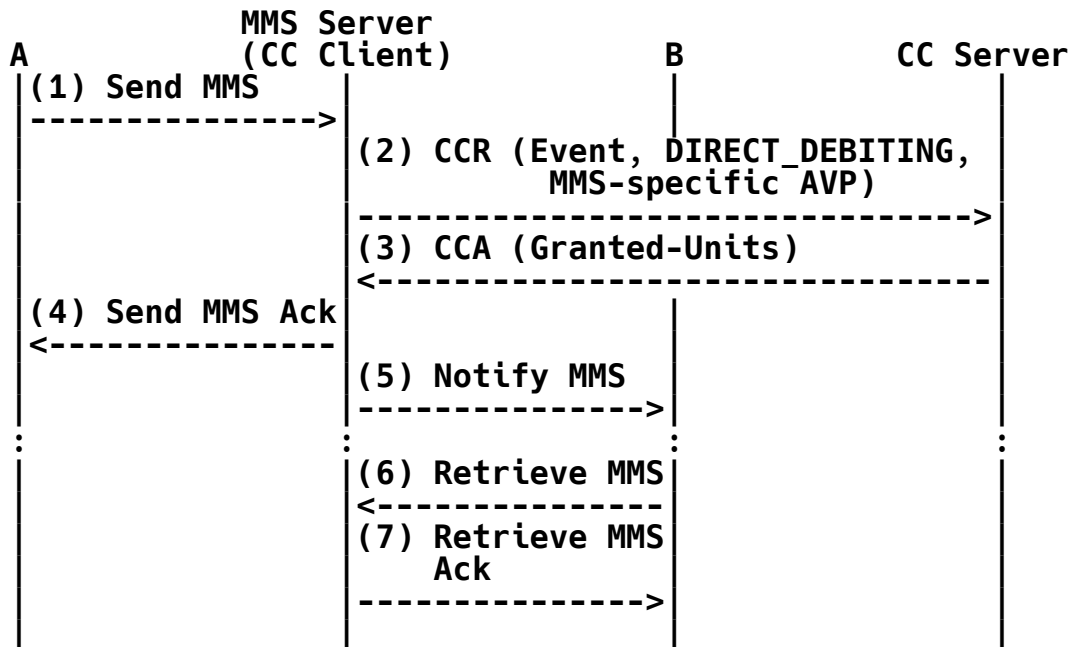 MMS Server
A (CC Client) B CC Server
(1) Send MMS
(2) CCR (Event, DIRECT_DEBITING,
MMS-specific AVP)
(3) CCA (Granted-Units)
(4) Send MMS Ack
(5) Notify MMS
(6) Retrieve MMS
(7) Retrieve MMS
Ack